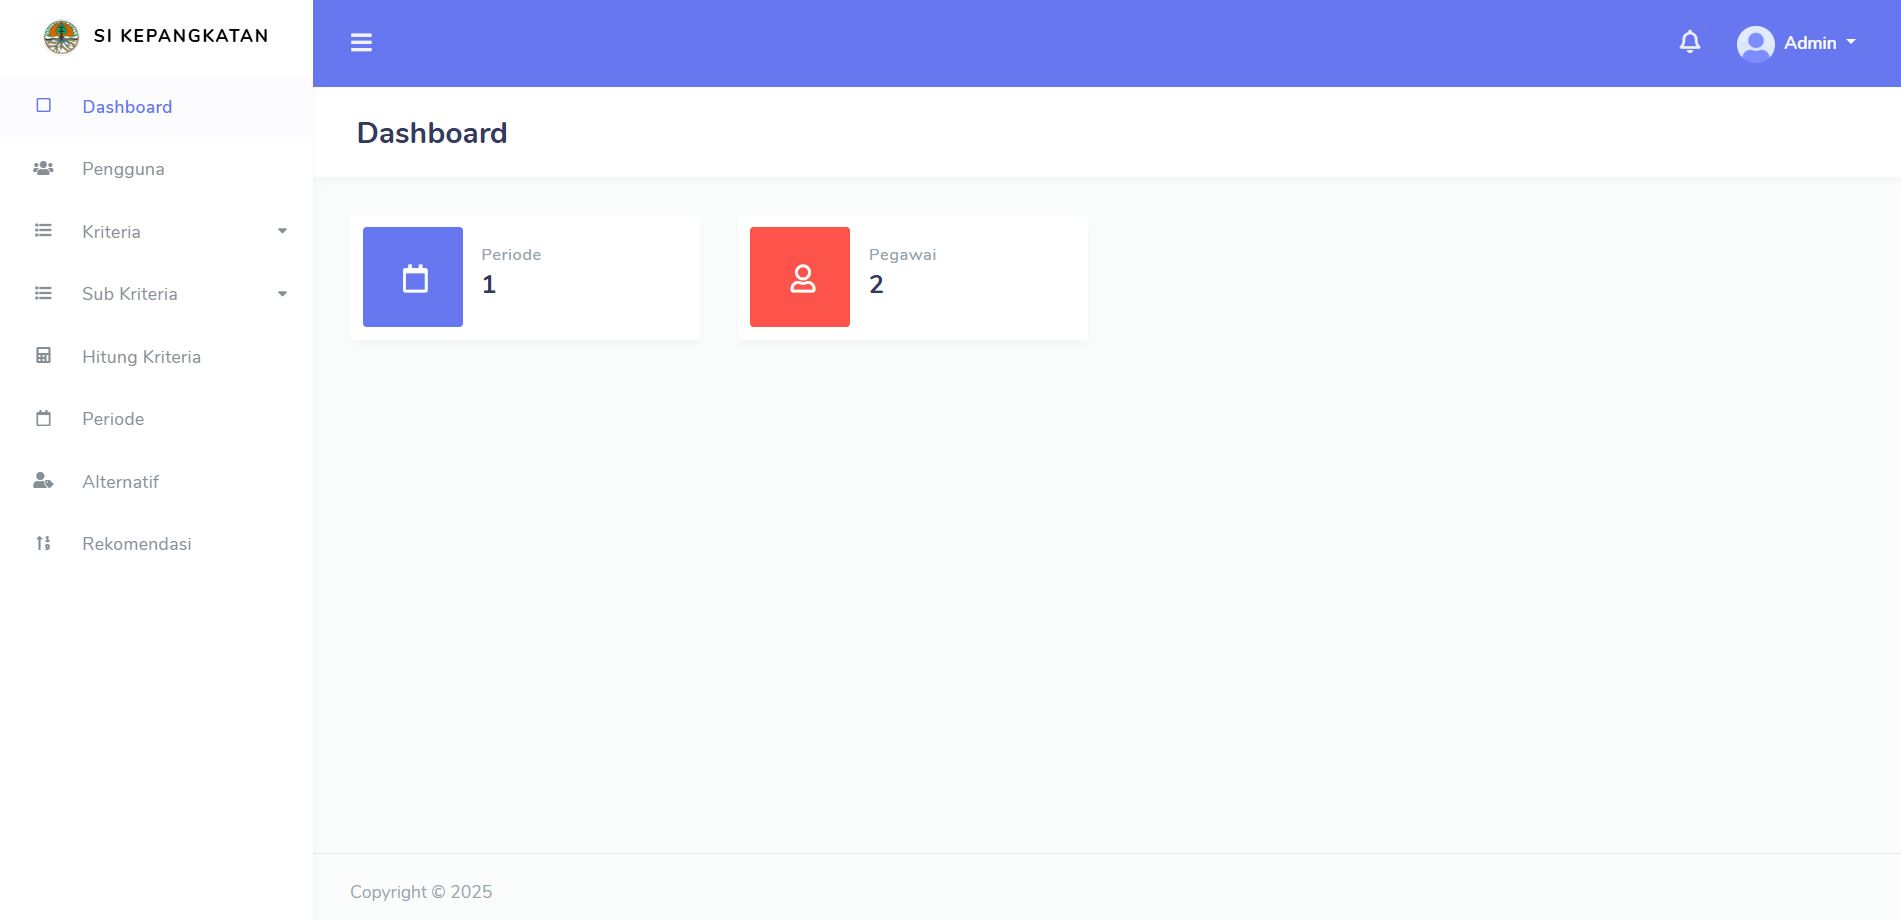 SI KEPANGKATAN
Admin
Dashboard
Pengguna
Kriteria
Sub Kriteria
Hitung Kriteria
Periode
Alternatif
Rekomendasi
Dashboard
Periode
1
Pegawai
2
Copyright © 2025